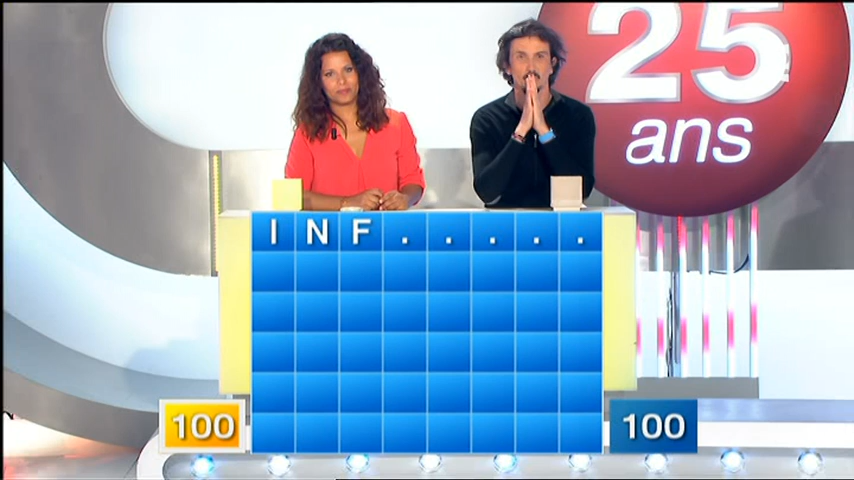 25
ans
I N F . . . . .
100
100